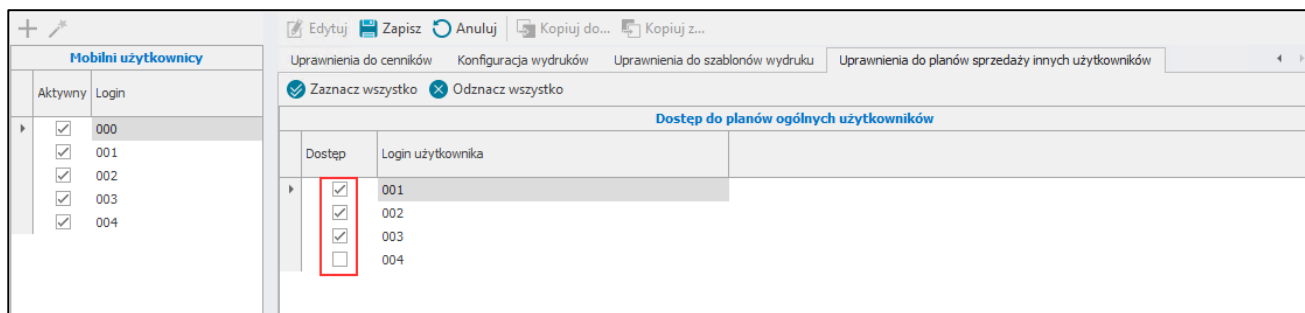 Edytuj Zapisz Anuluj Kopiuj do... Kopiuj z...
Mobilni użytkownicy
Aktywny Login
000
001
002
003
004
Uprawnienia do cenników Konfiguracja wydruków Uprawnienia do szablonów wydruku Uprawnienia do planów sprzedaży innych użytkowników
Zaznacz wszystko Odznacz wszystko
Dostęp do planów ogólnych użytkowników
Dostęp Login użytkownika
001
002
003
004